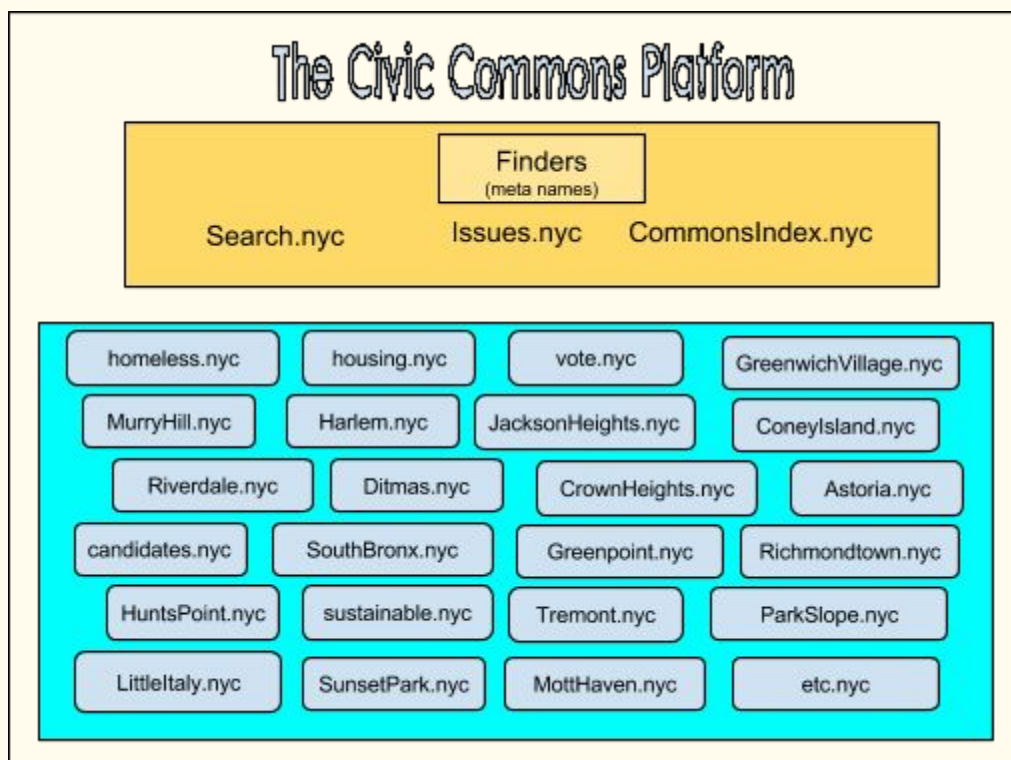 The Civic Commons Platform
Finders
(meta names)
Search.nyc Issues.nyc CommonsIndex.nyc
homeless.nyc housing.nyc vote.nyc GreenwichVillage.nyc
MurryHill.nyc Harlem.nyc JacksonHeights.nyc ConeyIsland.nyc
Riverdale.nyc Ditmas.nyc CrownHeights.nyc Astoria.nyc
candidates.nyc SouthBronx.nyc Greenpoint.nyc Richmondtown.nyc
HuntsPoint.nyc sustainable.nyc Tremont.nyc ParkSlope.nyc
LittleItaly.nyc SunsetPark.nyc MottHaven.nyc etc.nyc